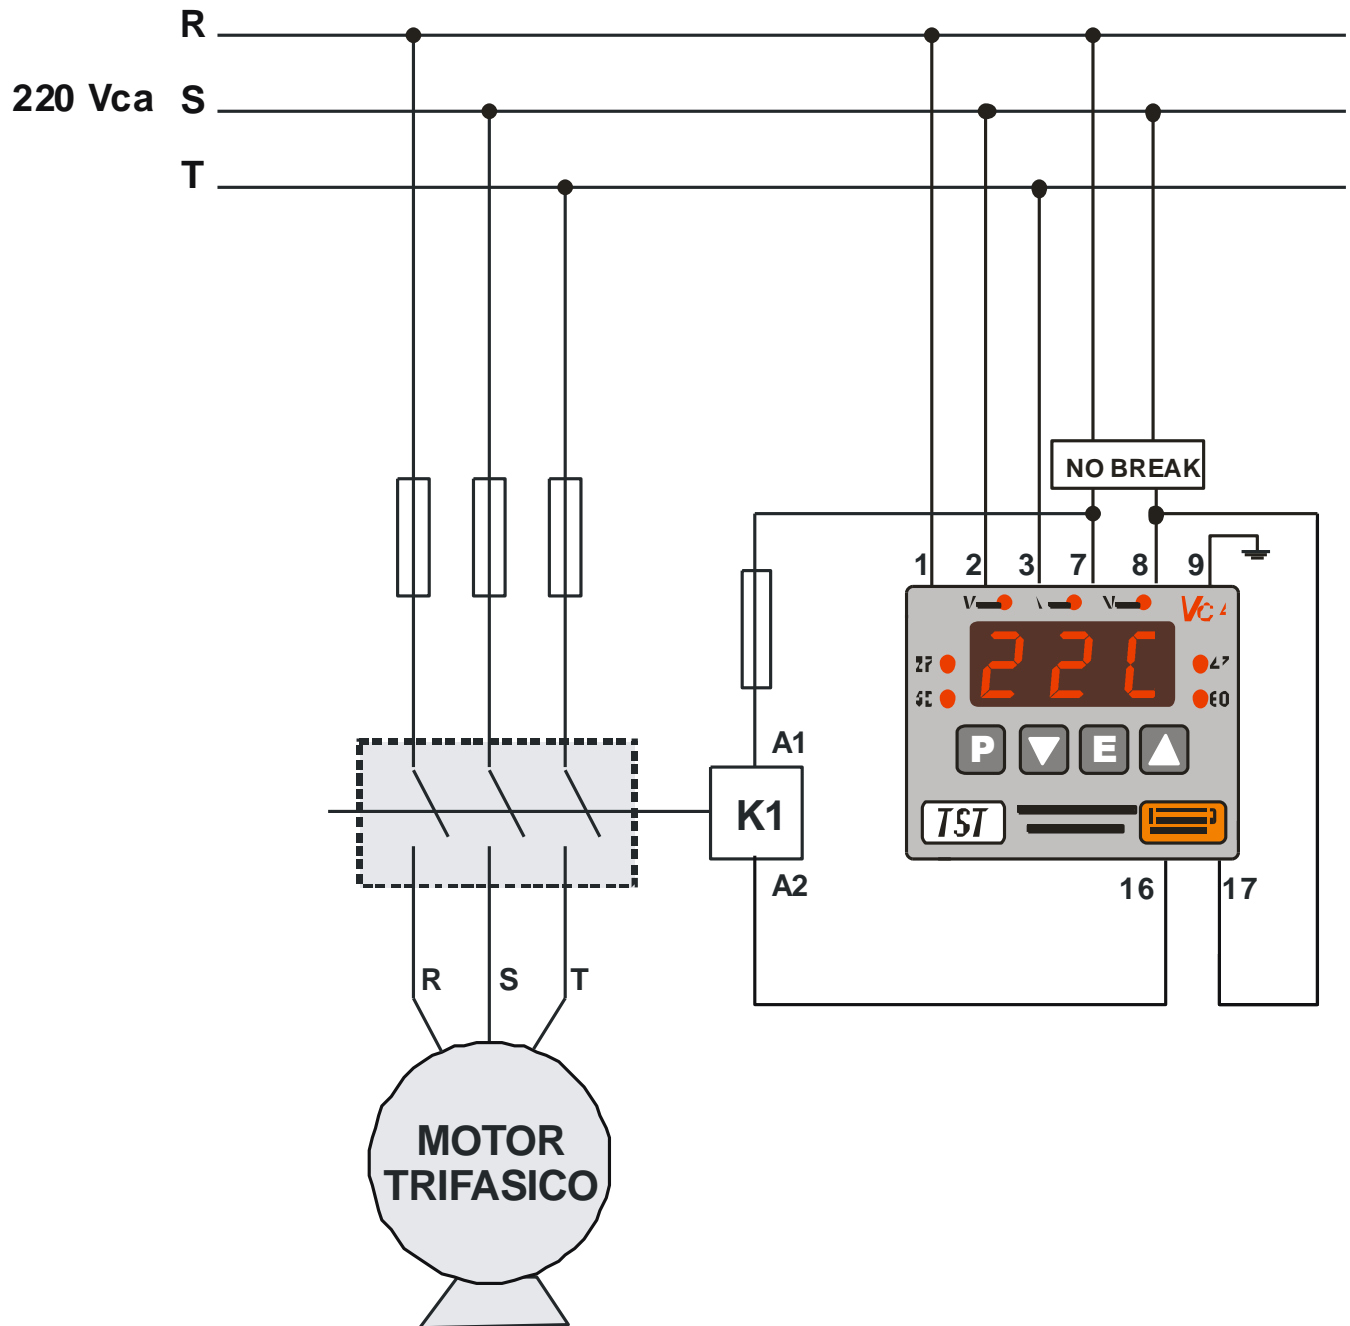 R
220 Vca S
T
NO BREAK
1 2 3 7 8 9
P E
TST
A1
K1
A2
16 17
R S T
MOTOR
TRIFASICO